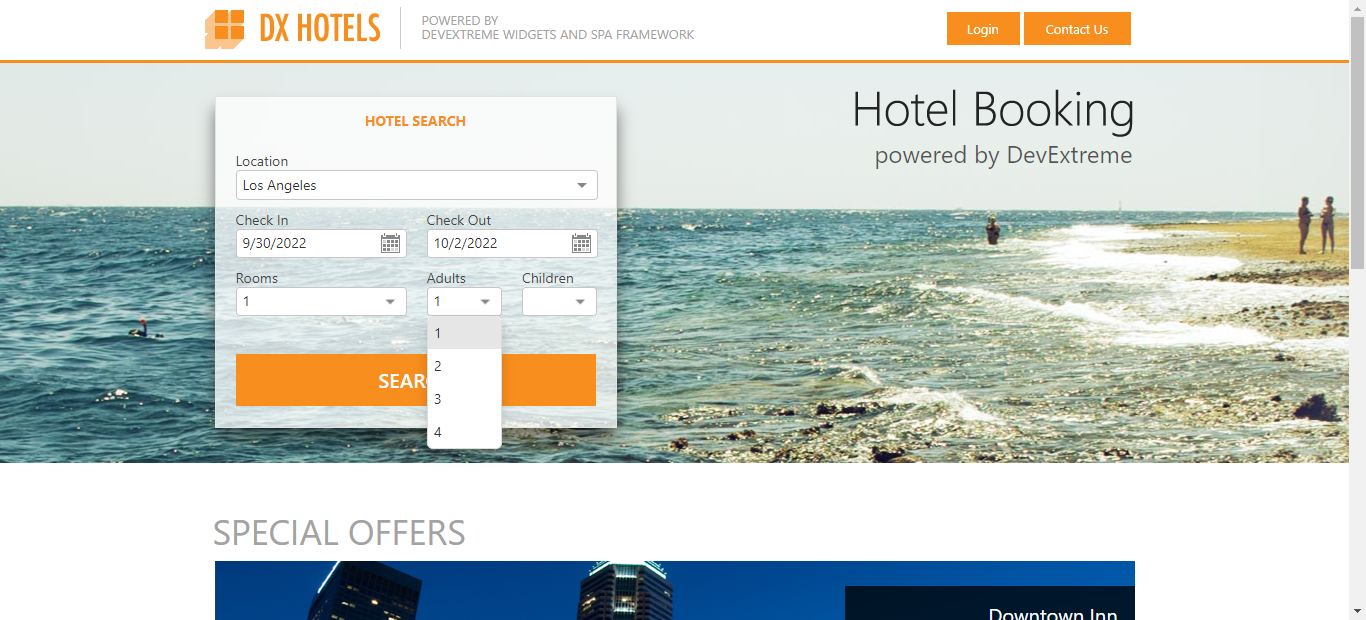 DX HOTELS
POWERED BY
DEVEXTREME WIDGETS AND SPA FRAMEWORK
Login
Contact Us
Hotel Booking
powered by DevExtreme
HOTEL SEARCH
Location
Los Angeles
Check In
Check Out
9/30/2022
10/2/2022
Rooms
Adults
Children
1
1
1
2
SEAR
3
4
SPECIAL OFFERS
Downtown Inn